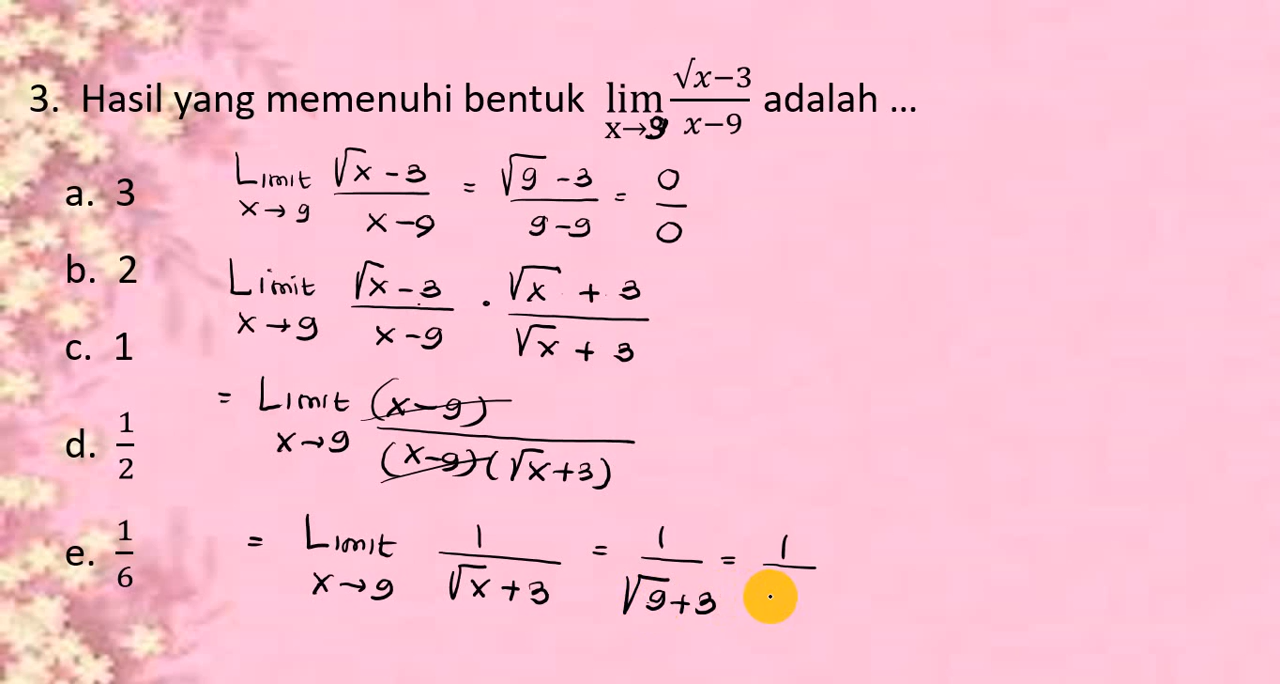 3. Hasil yang memenuhi bentuk lim x→9 √x−3 / x−9 adalah ...
a. 3
Limit x→9 √x − 3 / x − 9 = √9 − 3 / 9 − 9 = 0 / 0
b. 2
Limit x→9 √x − 3 / x − 9 · √x + 3 / √x + 3
c. 1
= Limit x→9 (x−9) / (x−9)(√x+3)
d. 1/2
e. 1/6
= Limit x→9 1 / √x + 3 = 1 / √9+3 = 1 /